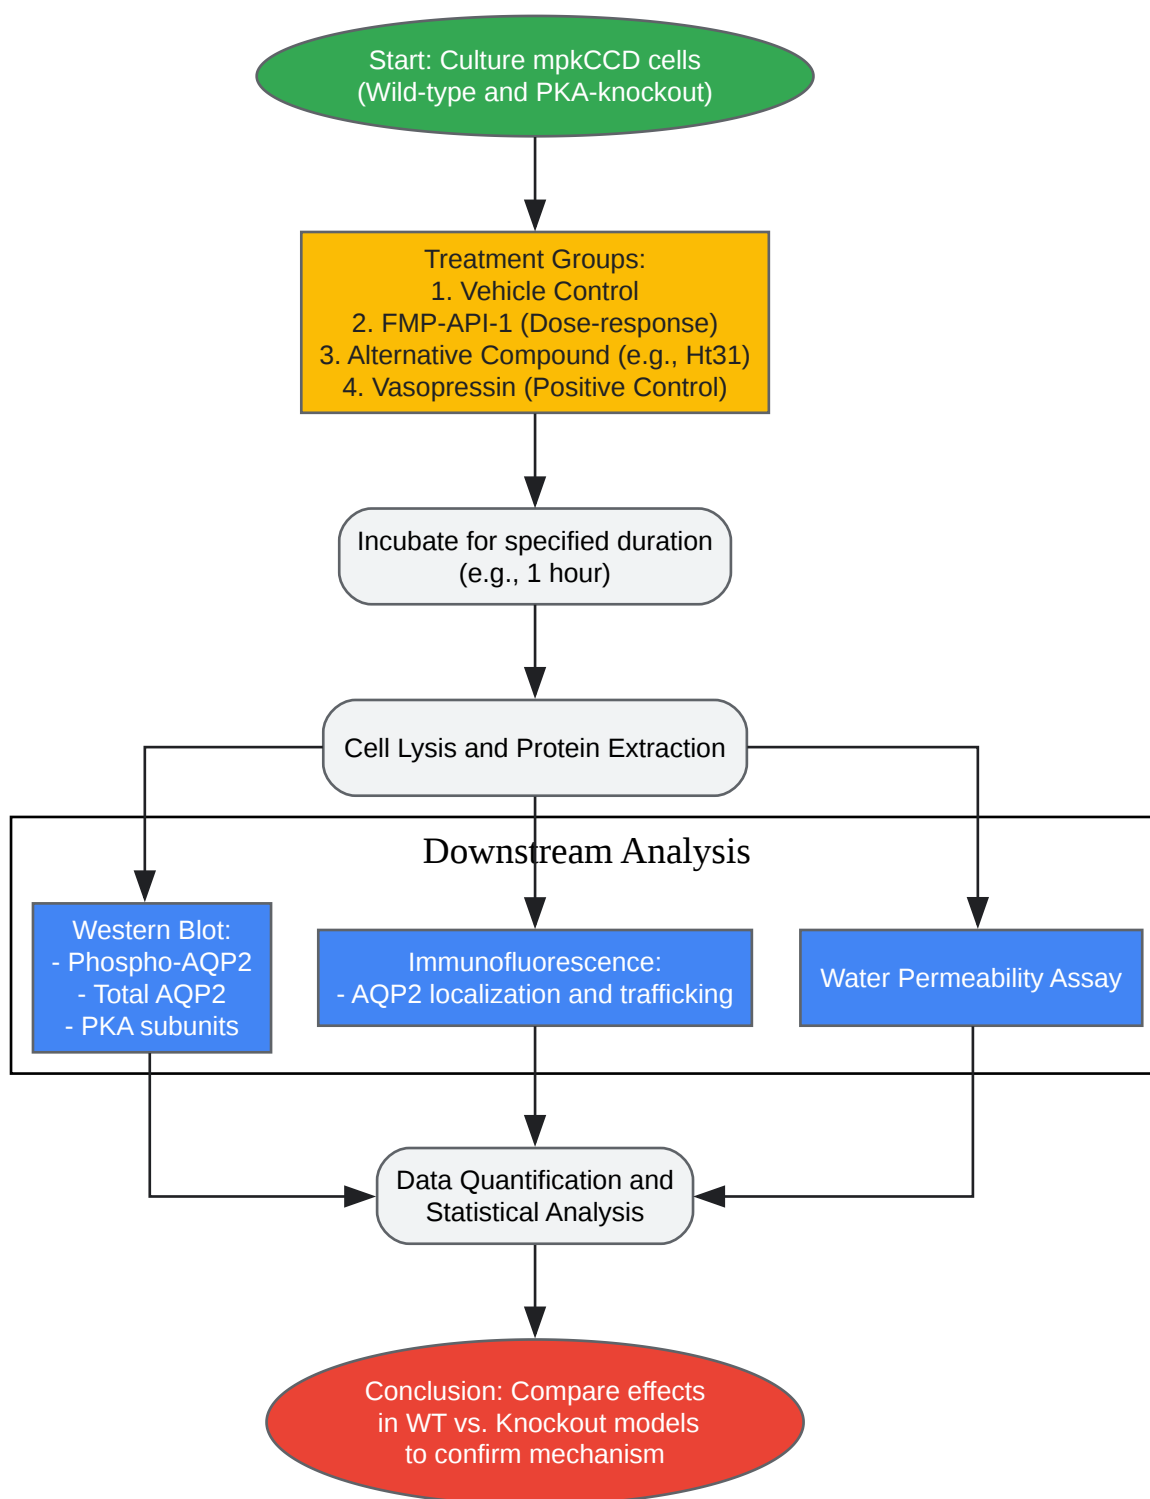 Start: Culture mpkCCD cells
(Wild-type and PKA-knockout)
Treatment Groups:
1. Vehicle Control
2. FMP-API-1 (Dose-response)
3. Alternative Compound (e.g., Ht31)
4. Vasopressin (Positive Control)
Incubate for specified duration
(e.g., 1 hour)
Cell Lysis and Protein Extraction
Downstream Analysis
Western Blot:
- Phospho-AQP2
- Total AQP2
- PKA subunits
Immunofluorescence:
- AQP2 localization and trafficking
Water Permeability Assay
Data Quantification and
Statistical Analysis
Conclusion: Compare effects
in WT vs. Knockout models
to confirm mechanism